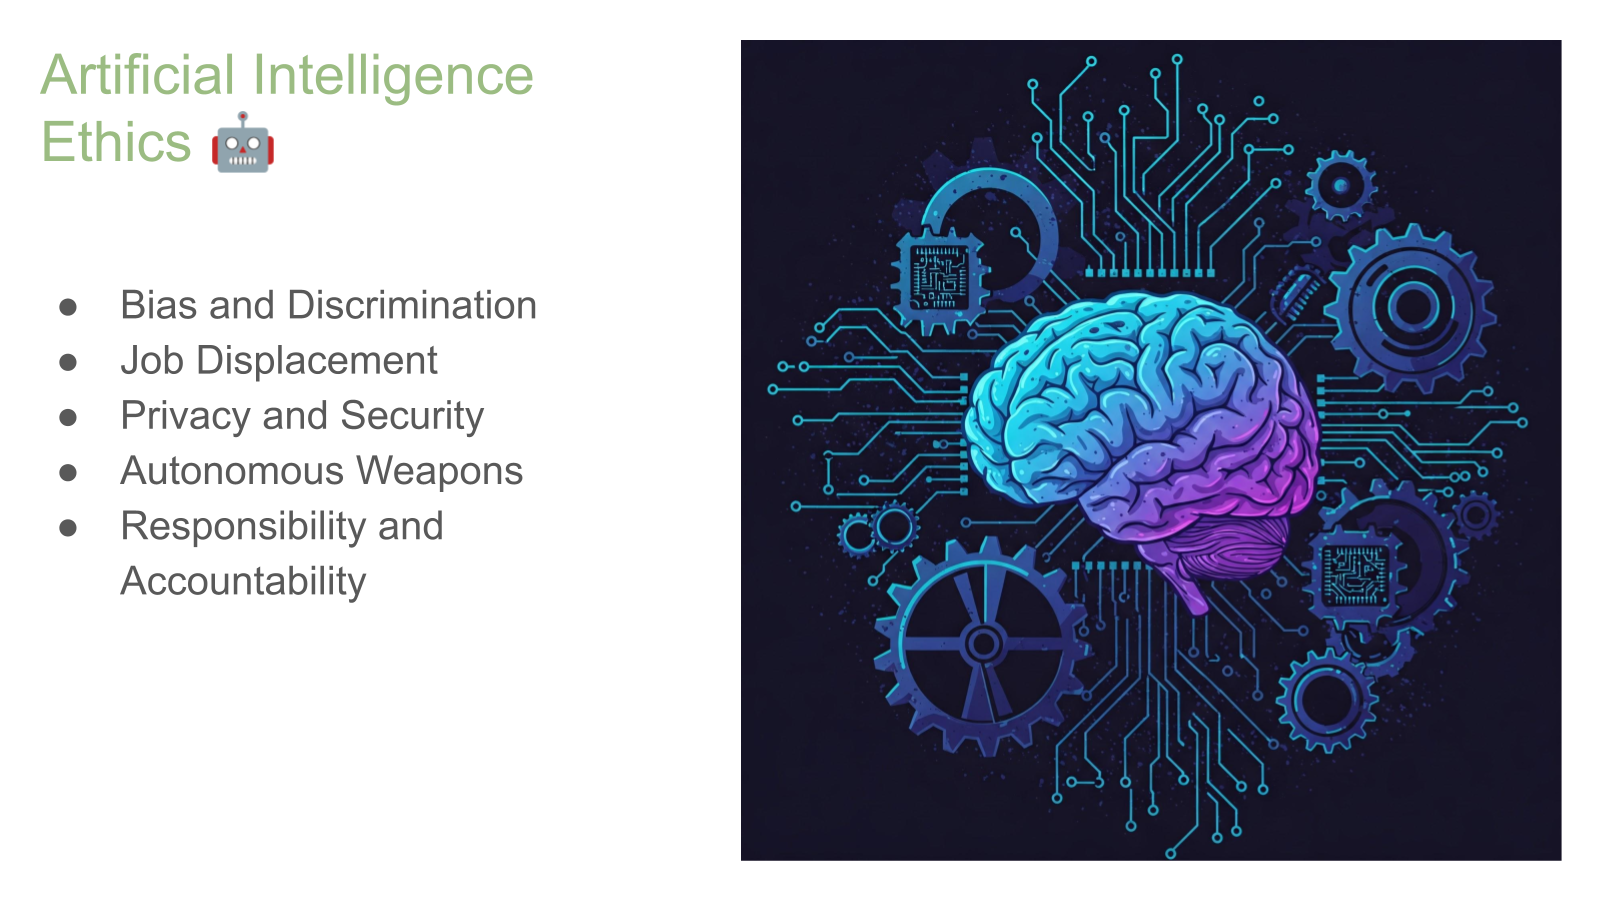 Artificial Intelligence
Ethics 🤖
● Bias and Discrimination
● Job Displacement
● Privacy and Security
● Autonomous Weapons
● Responsibility and
Accountability